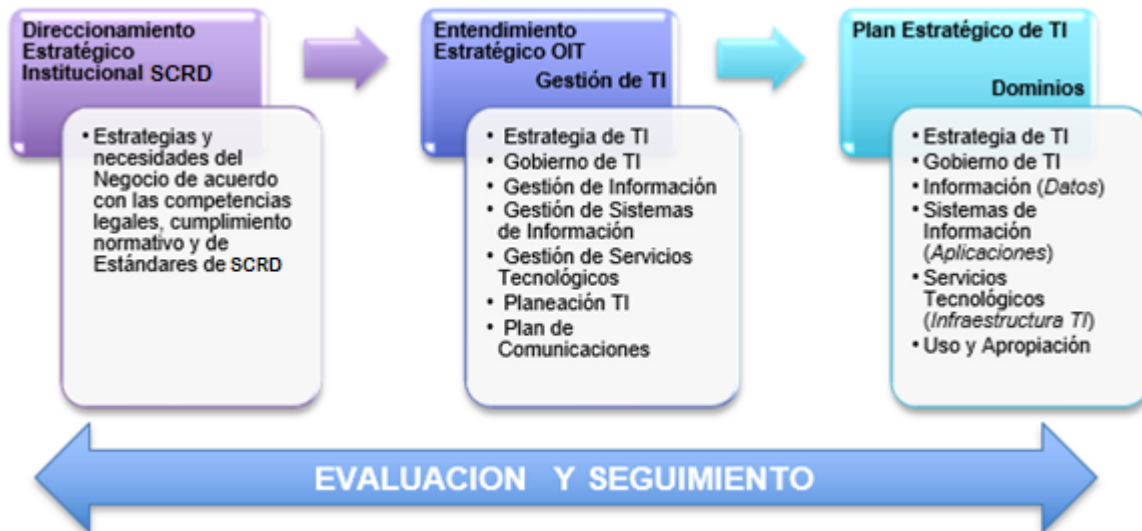 Direccionamiento
Estratégico
Institucional SCRD
• Estrategias y
necesidades del
Negocio de acuerdo
con las competencias
legales, cumplimiento
normativo y de
Estándares de SCRD
Entendimiento
Estratégico OIT
Gestión de TI
• Estrategia de TI
• Gobierno de TI
• Gestión de Información
• Gestión de Sistemas
de Información
• Gestión de Servicios
Tecnológicos
• Planeación TI
• Plan de
Comunicaciones
Plan Estratégico de TI
Dominios
• Estrategia de TI
• Gobierno de TI
• Información (Datos)
• Sistemas de
Información
(Aplicaciones)
• Servicios
Tecnológicos
(Infraestructura TI)
• Uso y Apropiación
EVALUACION Y SEGUIMIENTO